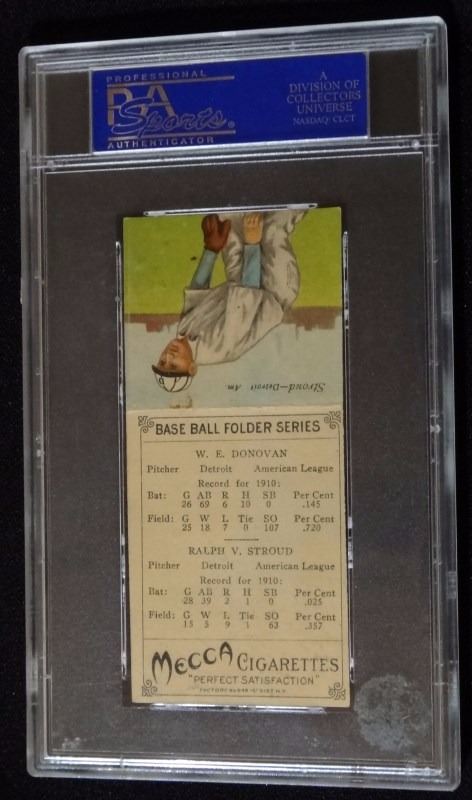 PROFESSIONAL
PSA
Sports®
AUTHENTICATOR
A
DIVISION OF
COLLECTORS
UNIVERSE
NASDAQ: CLCT
Stroud—Detroit Am.
BASE BALL FOLDER SERIES
W. E. DONOVAN
Pitcher Detroit American League
Record for 1910:
Bat: G AB R H SB Per Cent
26 69 6 10 0 .145
Field: G W L Tie SO Per Cent
25 18 7 0 107 .720
RALPH V. STROUD
Pitcher Detroit American League
Record for 1910:
Bat: G AB R H SB Per Cent
28 39 2 1 0 .025
Field: G W L Tie SO Per Cent
15 5 9 1 63 .357
MECCA CIGARETTES
"PERFECT SATISFACTION"